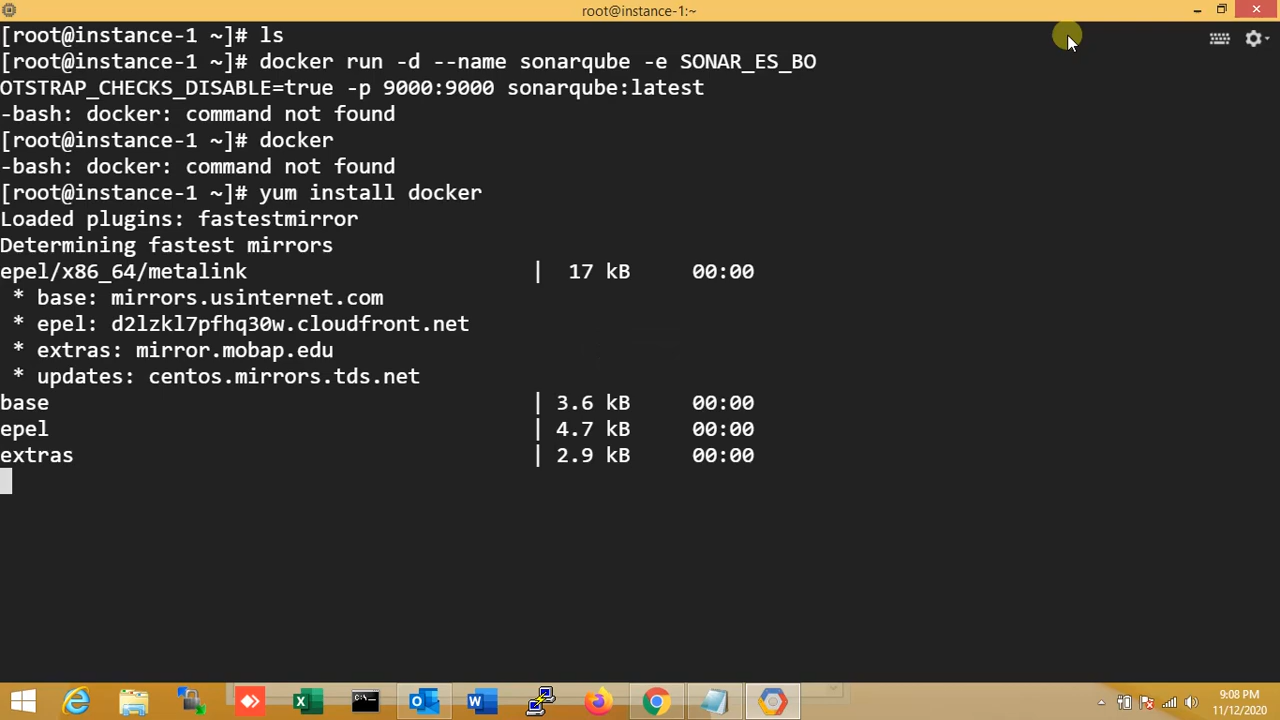 root@instance-1:~
[root@instance-1 ~]# ls
[root@instance-1 ~]# docker run -d --name sonarqube -e SONAR_ES_BO
OTSTRAP_CHECKS_DISABLE=true -p 9000:9000 sonarqube:latest
-bash: docker: command not found
[root@instance-1 ~]# docker
-bash: docker: command not found
[root@instance-1 ~]# yum install docker
Loaded plugins: fastestmirror
Determining fastest mirrors
epel/x86_64/metalink | 17 kB 00:00
* base: mirrors.usinternet.com
* epel: d2lzkl7pfhq30w.cloudfront.net
* extras: mirror.mobap.edu
* updates: centos.mirrors.tds.net
base | 3.6 kB 00:00
epel | 4.7 kB 00:00
extras | 2.9 kB 00:00
9:08 PM
11/12/2020